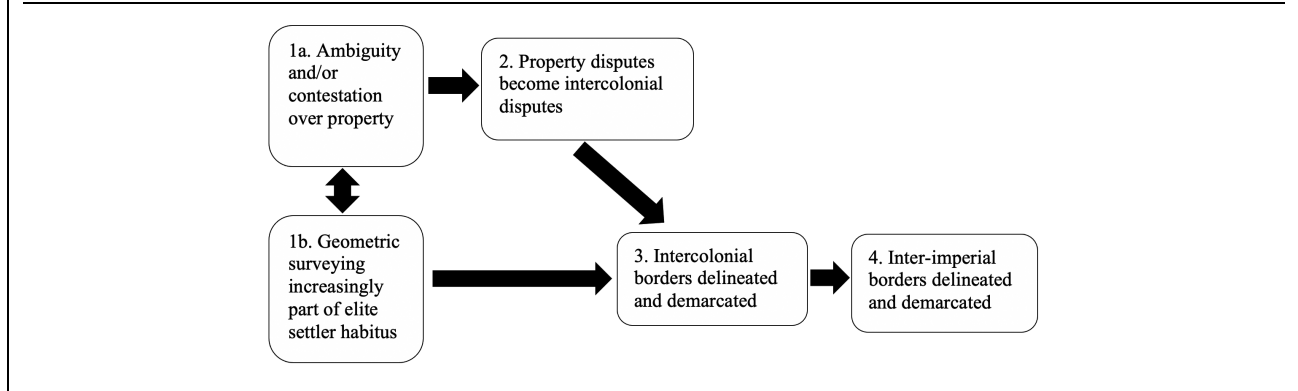 1a. Ambiguity
and/or
contestation
over property
2. Property disputes
become intercolonial
disputes
1b. Geometric
surveying
increasingly
part of elite
settler habitus
3. Intercolonial
borders delineated
and demarcated
4. Inter-imperial
borders delineated
and demarcated